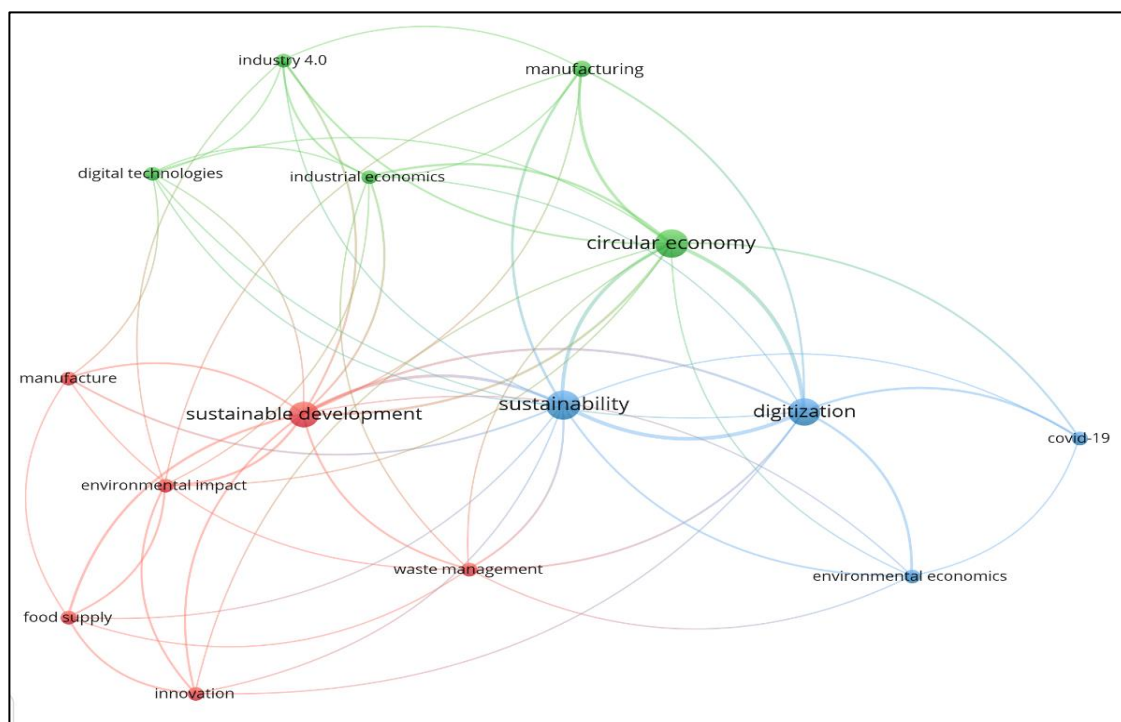 industry 4.0
manufacturing
digital technologies
industrial economics
circular economy
manufacture
sustainable development
sustainability
digitization
covid-19
environmental impact
waste management
environmental economics
food supply
innovation